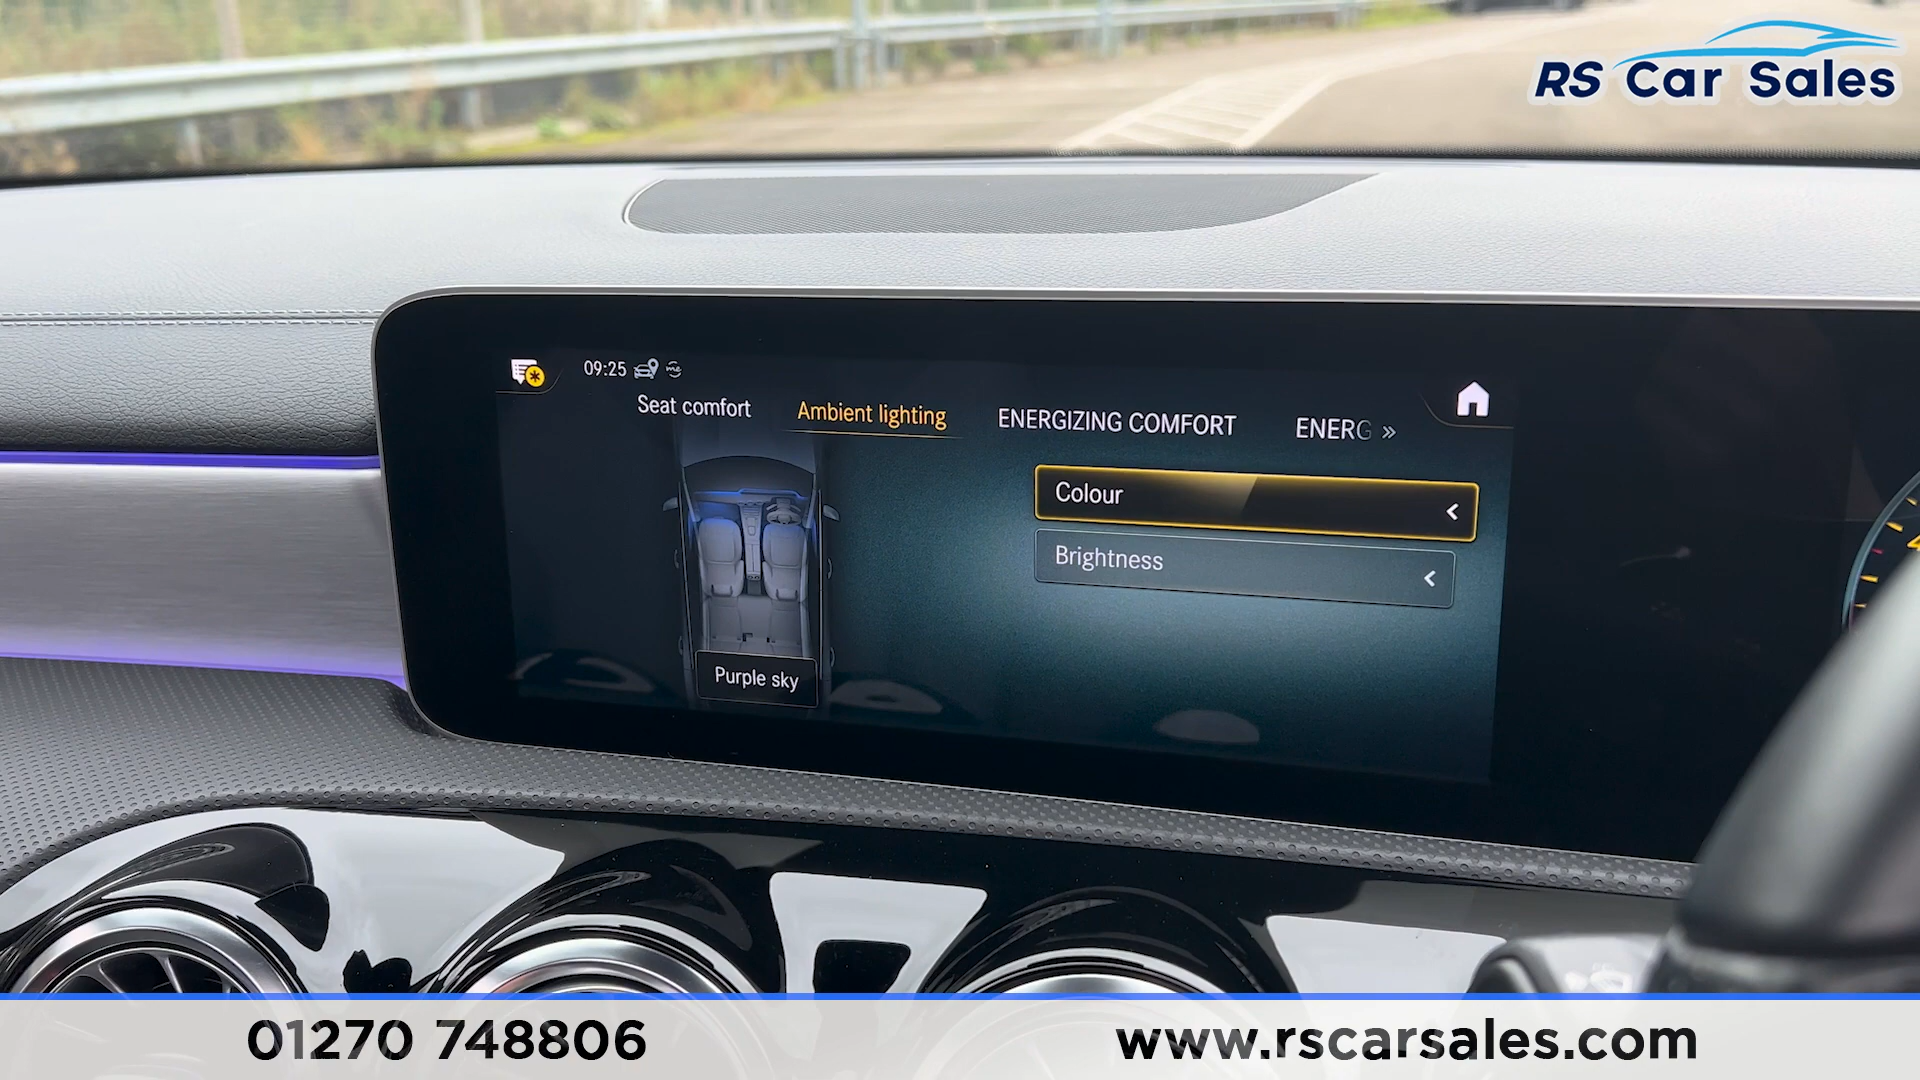 RS Car Sales
09:25
me
Seat comfort
Ambient lighting
ENERGIZING COMFORT
ENERG »
Colour
Brightness
Purple sky
01270 748806
www.rscarsales.com